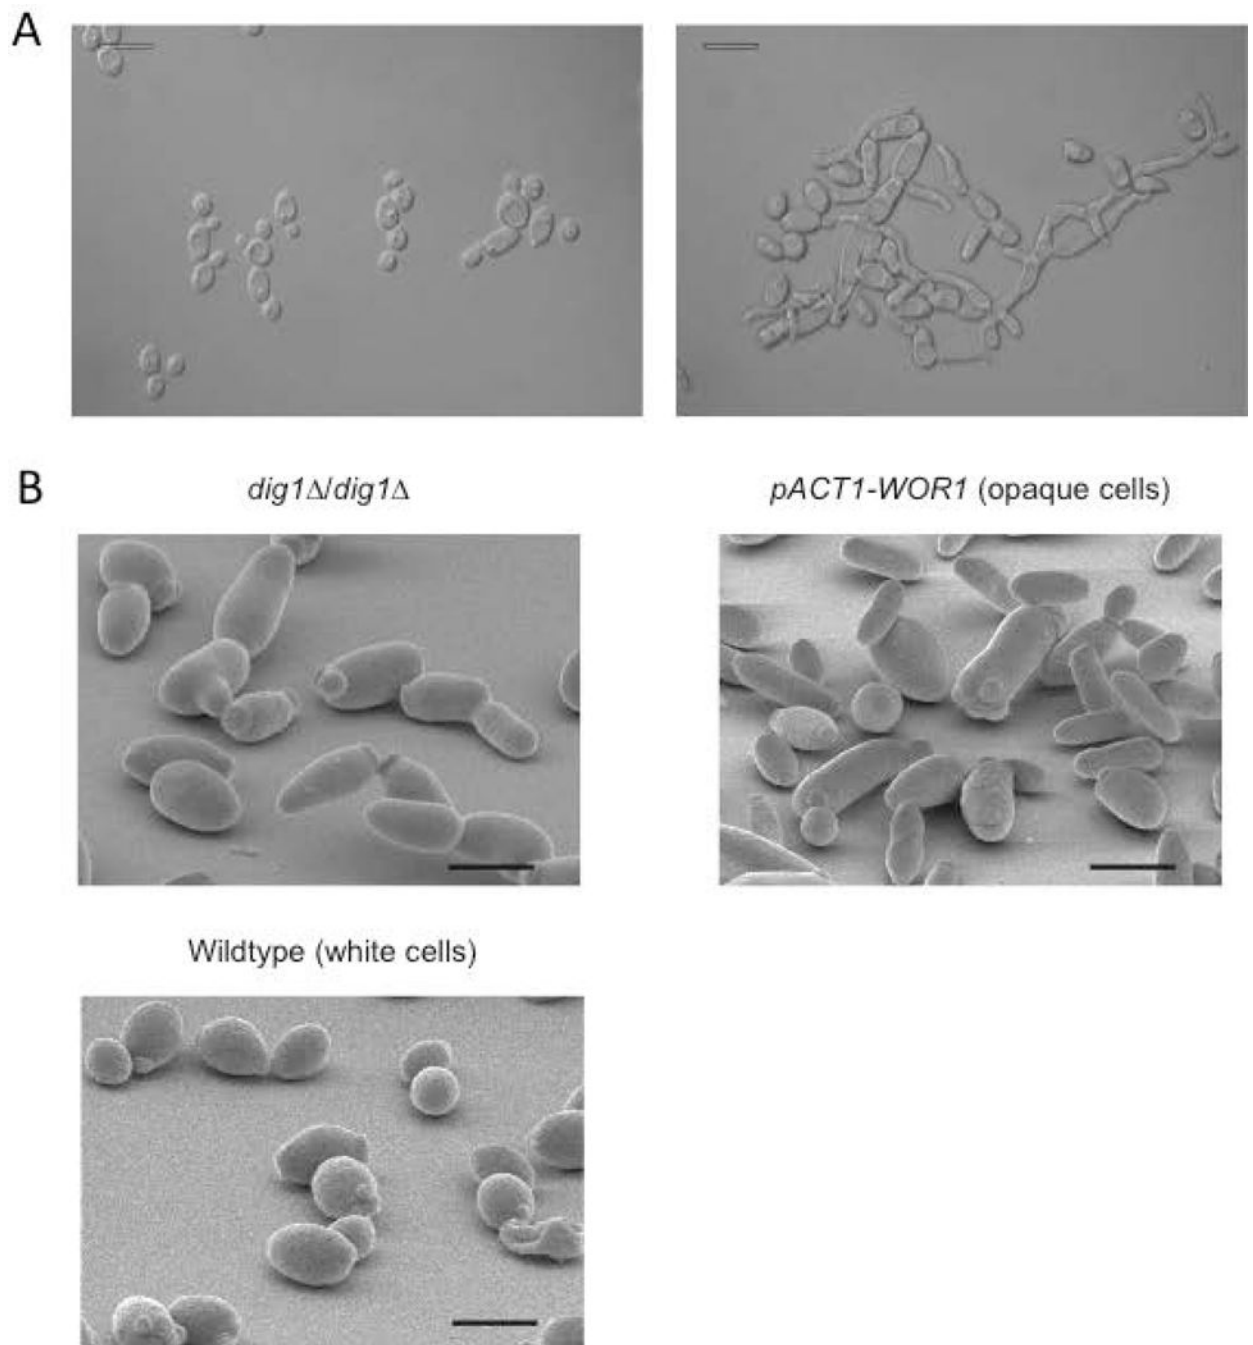 A
B
dig1Δ/dig1Δ
pACT1-WOR1 (opaque cells)
Wildtype (white cells)